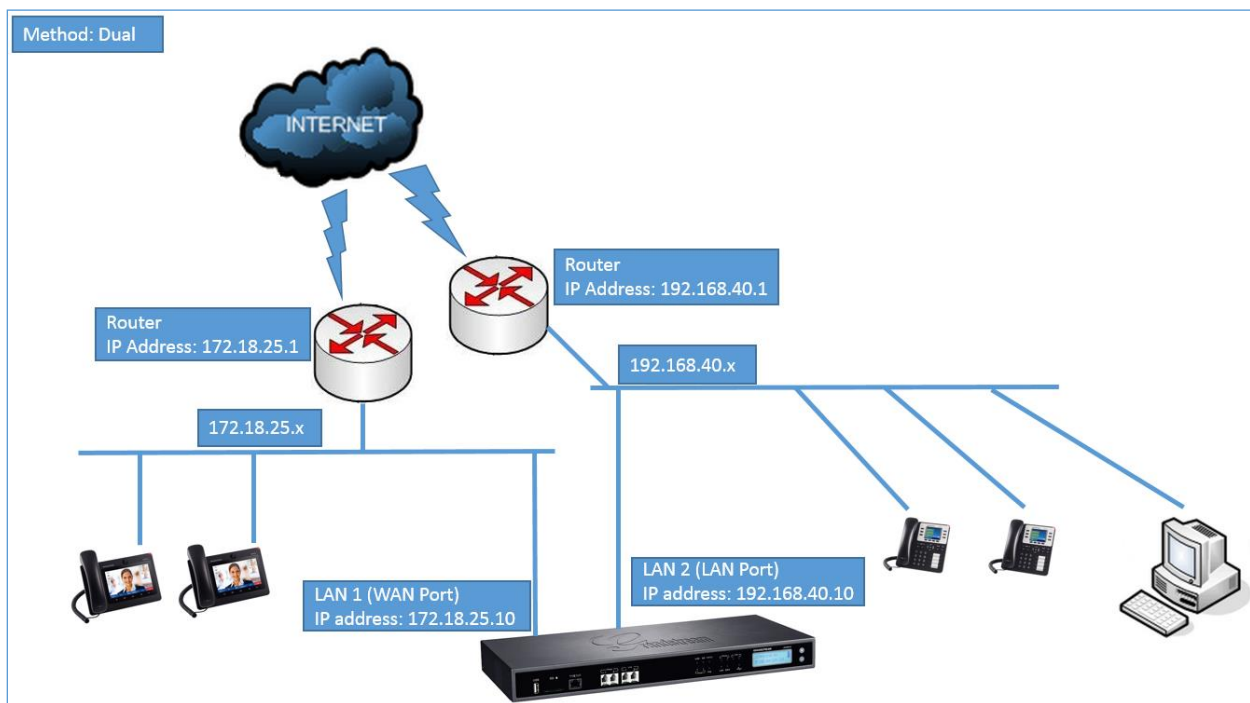 Method: Dual
INTERNET
Router
IP Address: 192.168.40.1
Router
IP Address: 172.18.25.1
192.168.40.x
172.18.25.x
LAN 1 (WAN Port)
IP address: 172.18.25.10
LAN 2 (LAN Port)
IP address: 192.168.40.10
Grandstream